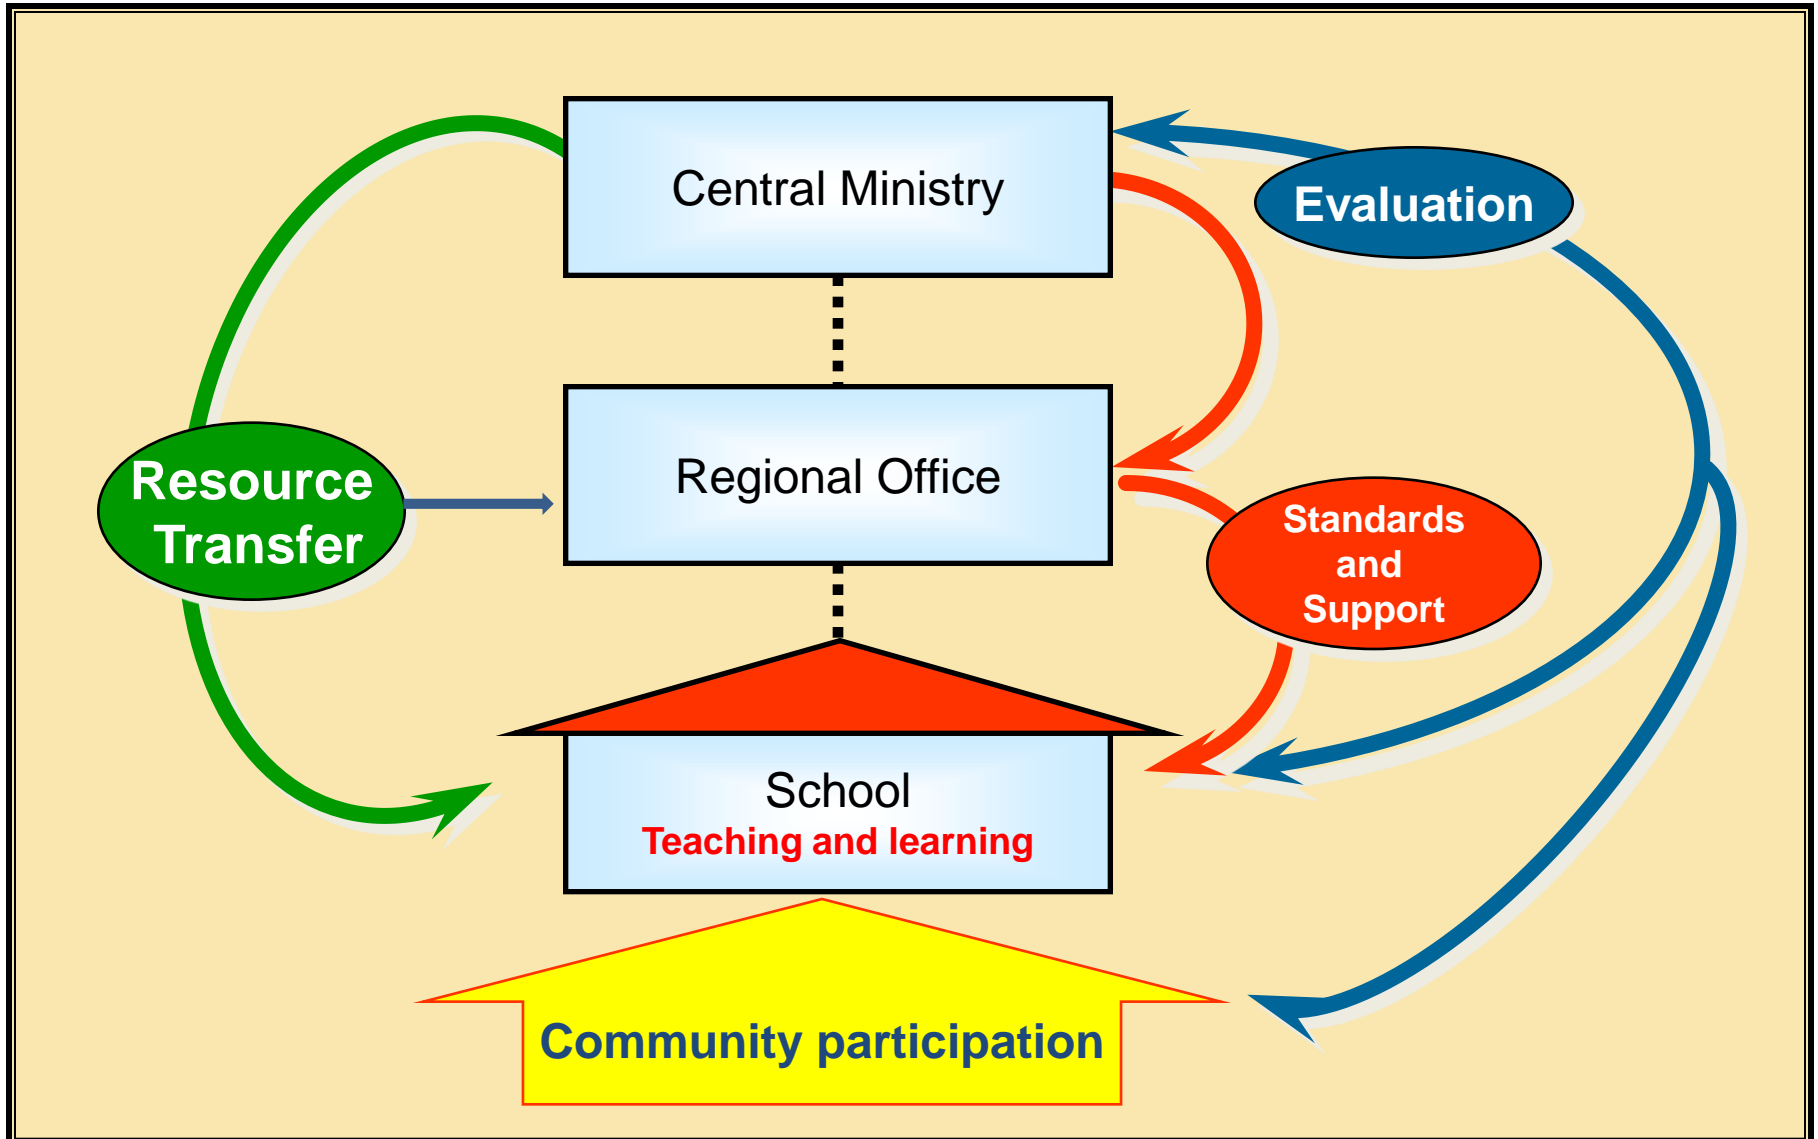 Central Ministry
Evaluation
Resource
Transfer
Regional Office
Standards
and
Support
School
Teaching and learning
Community participation